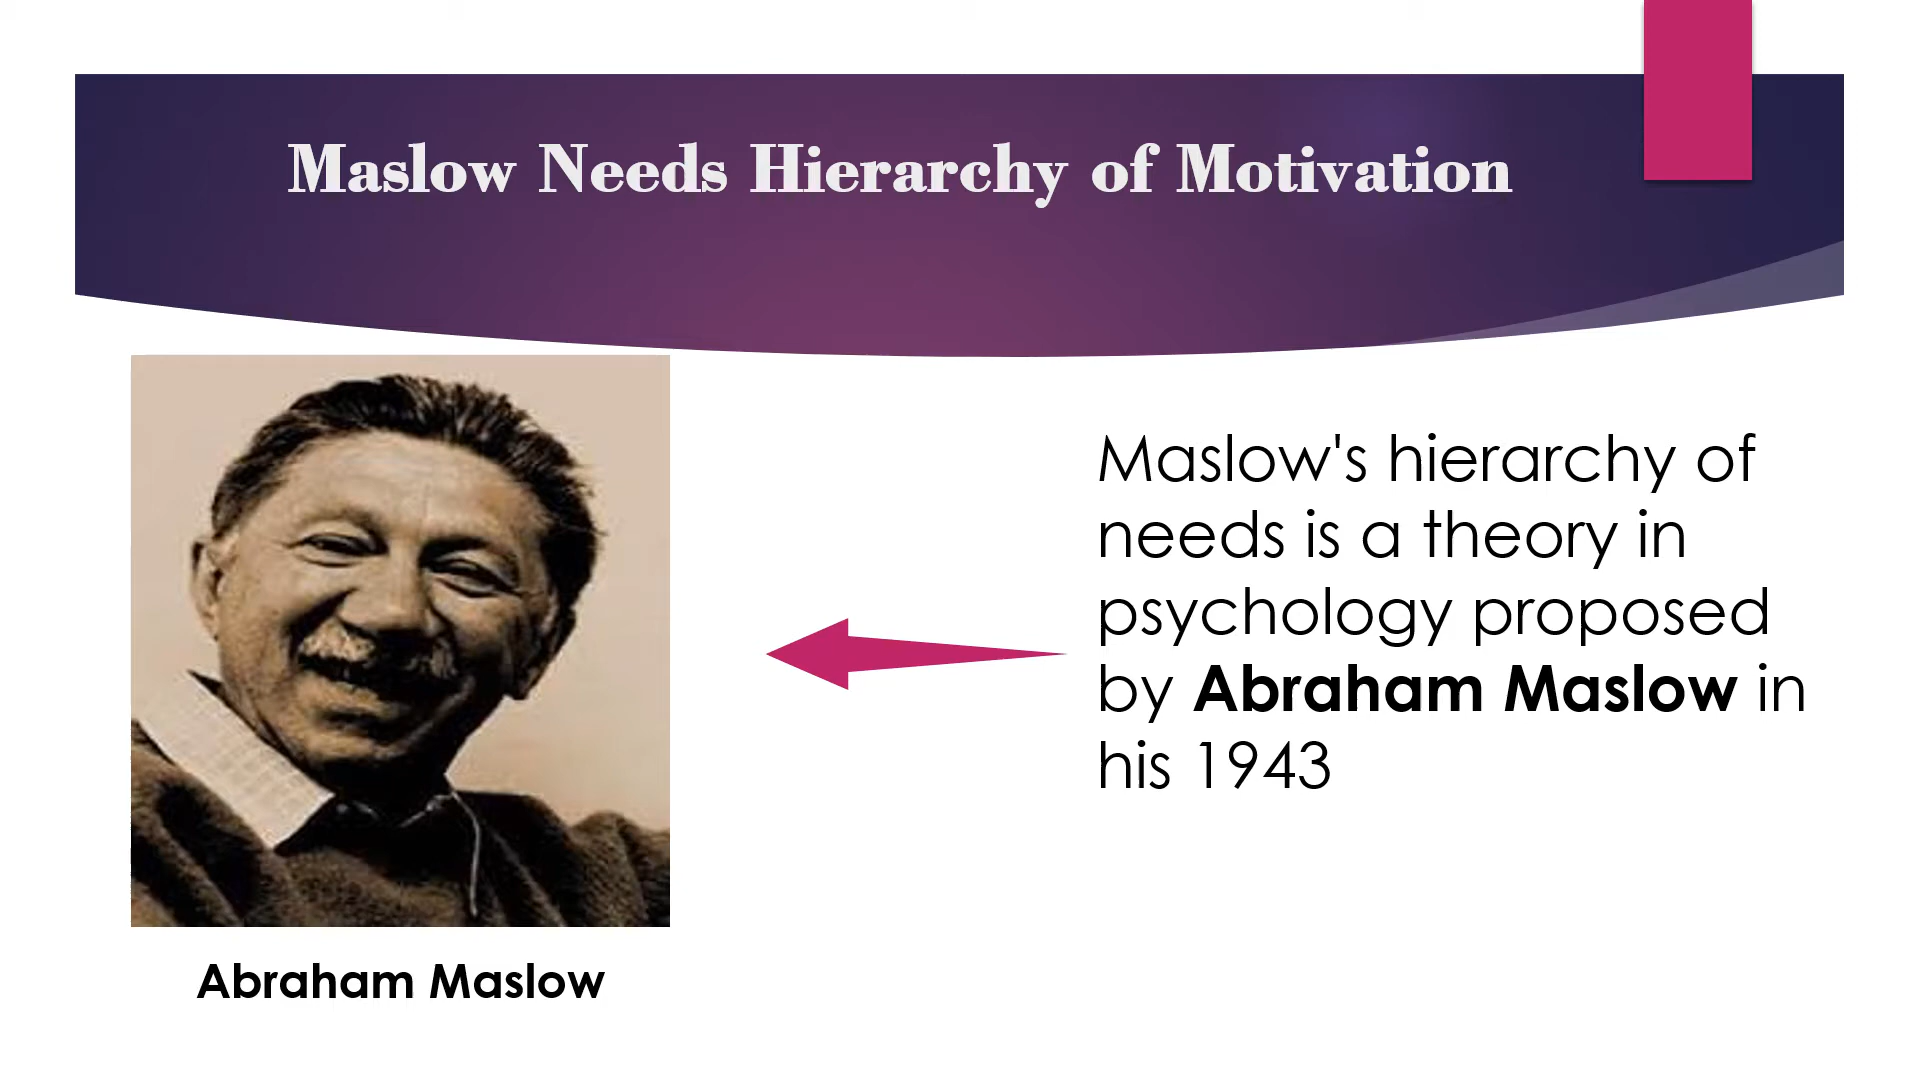 Maslow Needs Hierarchy of Motivation
Maslow's hierarchy of
needs is a theory in
psychology proposed
by Abraham Maslow in
his 1943
Abraham Maslow